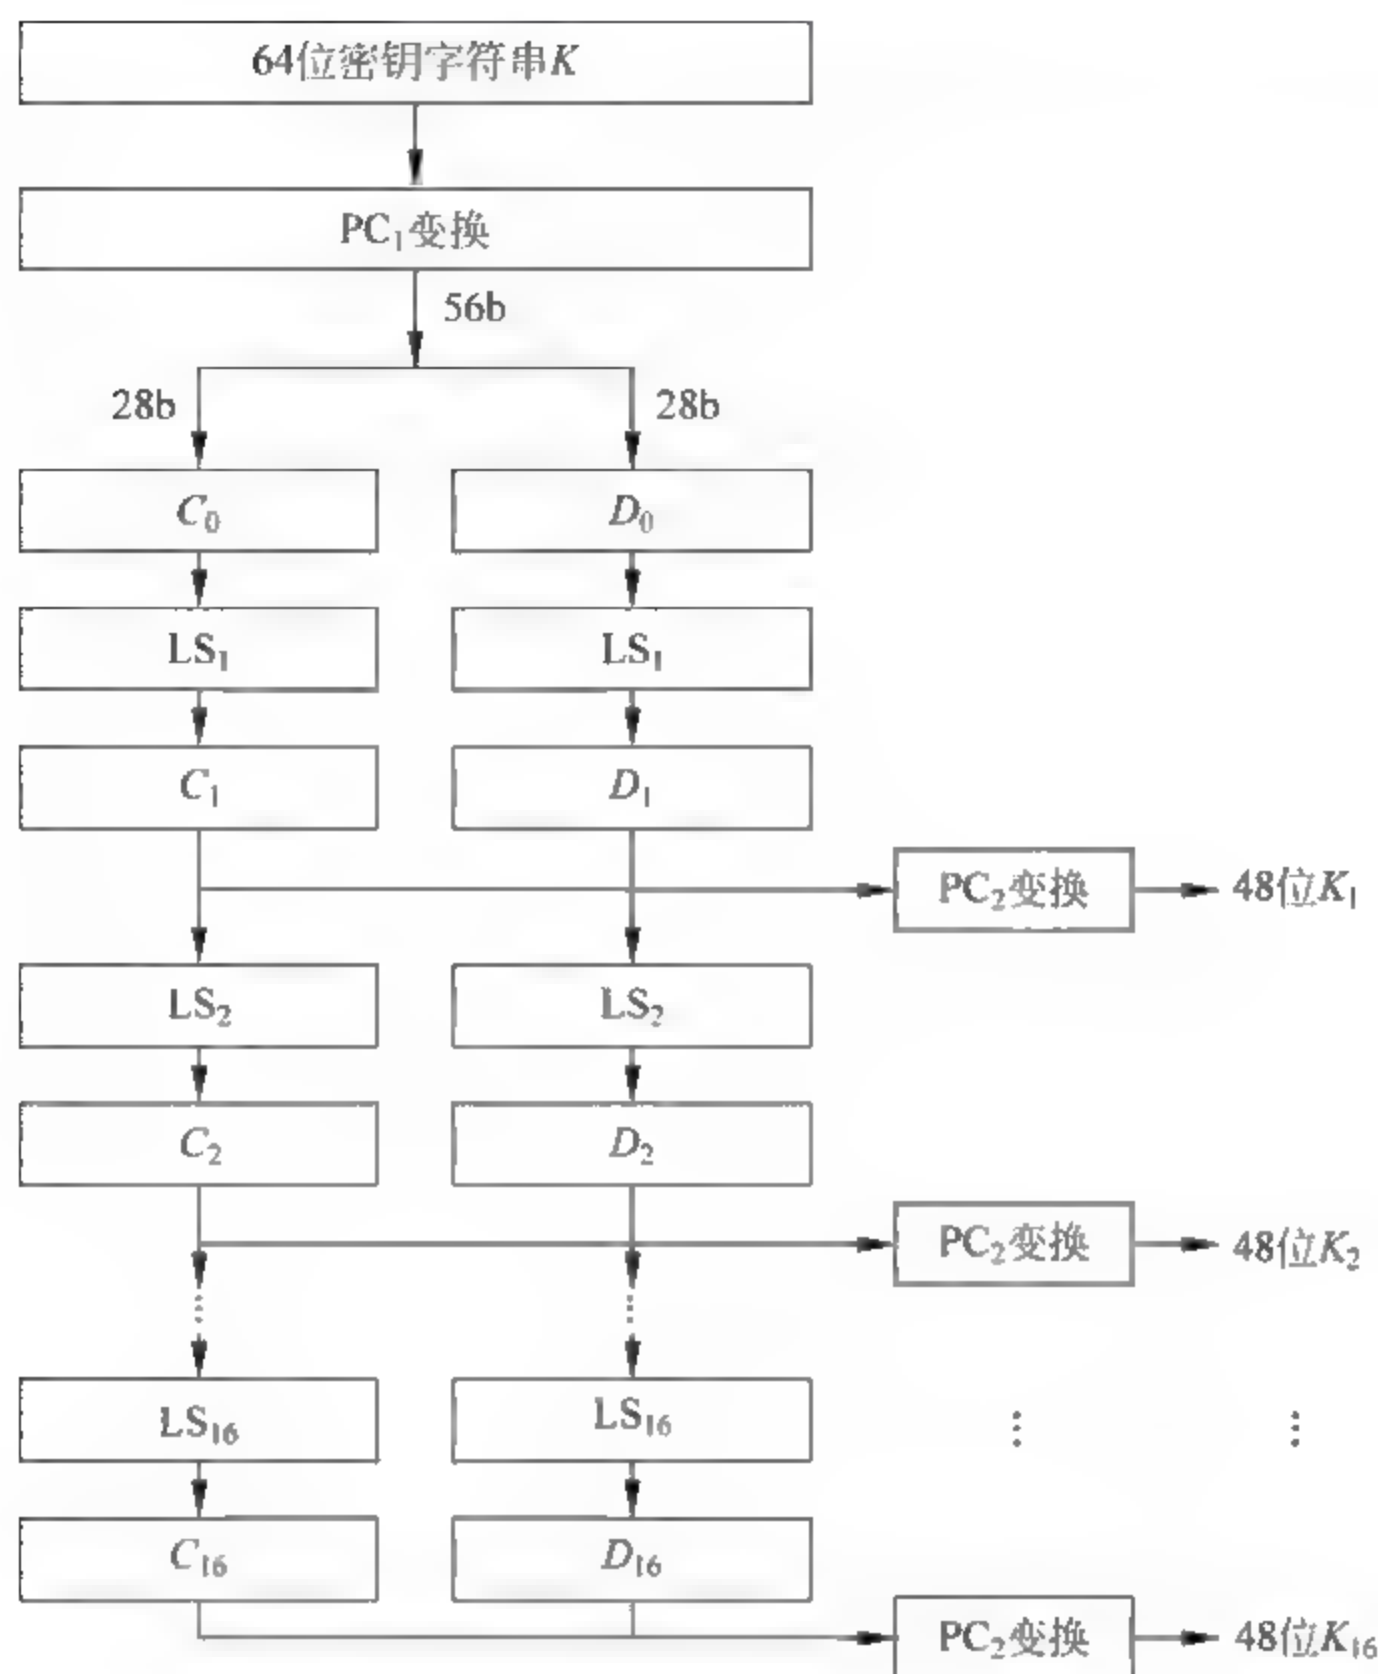 64位密钥字符串K
PC₁变换
56b
28b
28b
C₀
D₀
LS₁
LS₁
C₁
D₁
PC₂变换
48位K₁
LS₂
LS₂
C₂
D₂
PC₂变换
48位K₂
⋮
⋮
LS₁₆
LS₁₆
⋮
⋮
C₁₆
D₁₆
PC₂变换
48位K₁₆